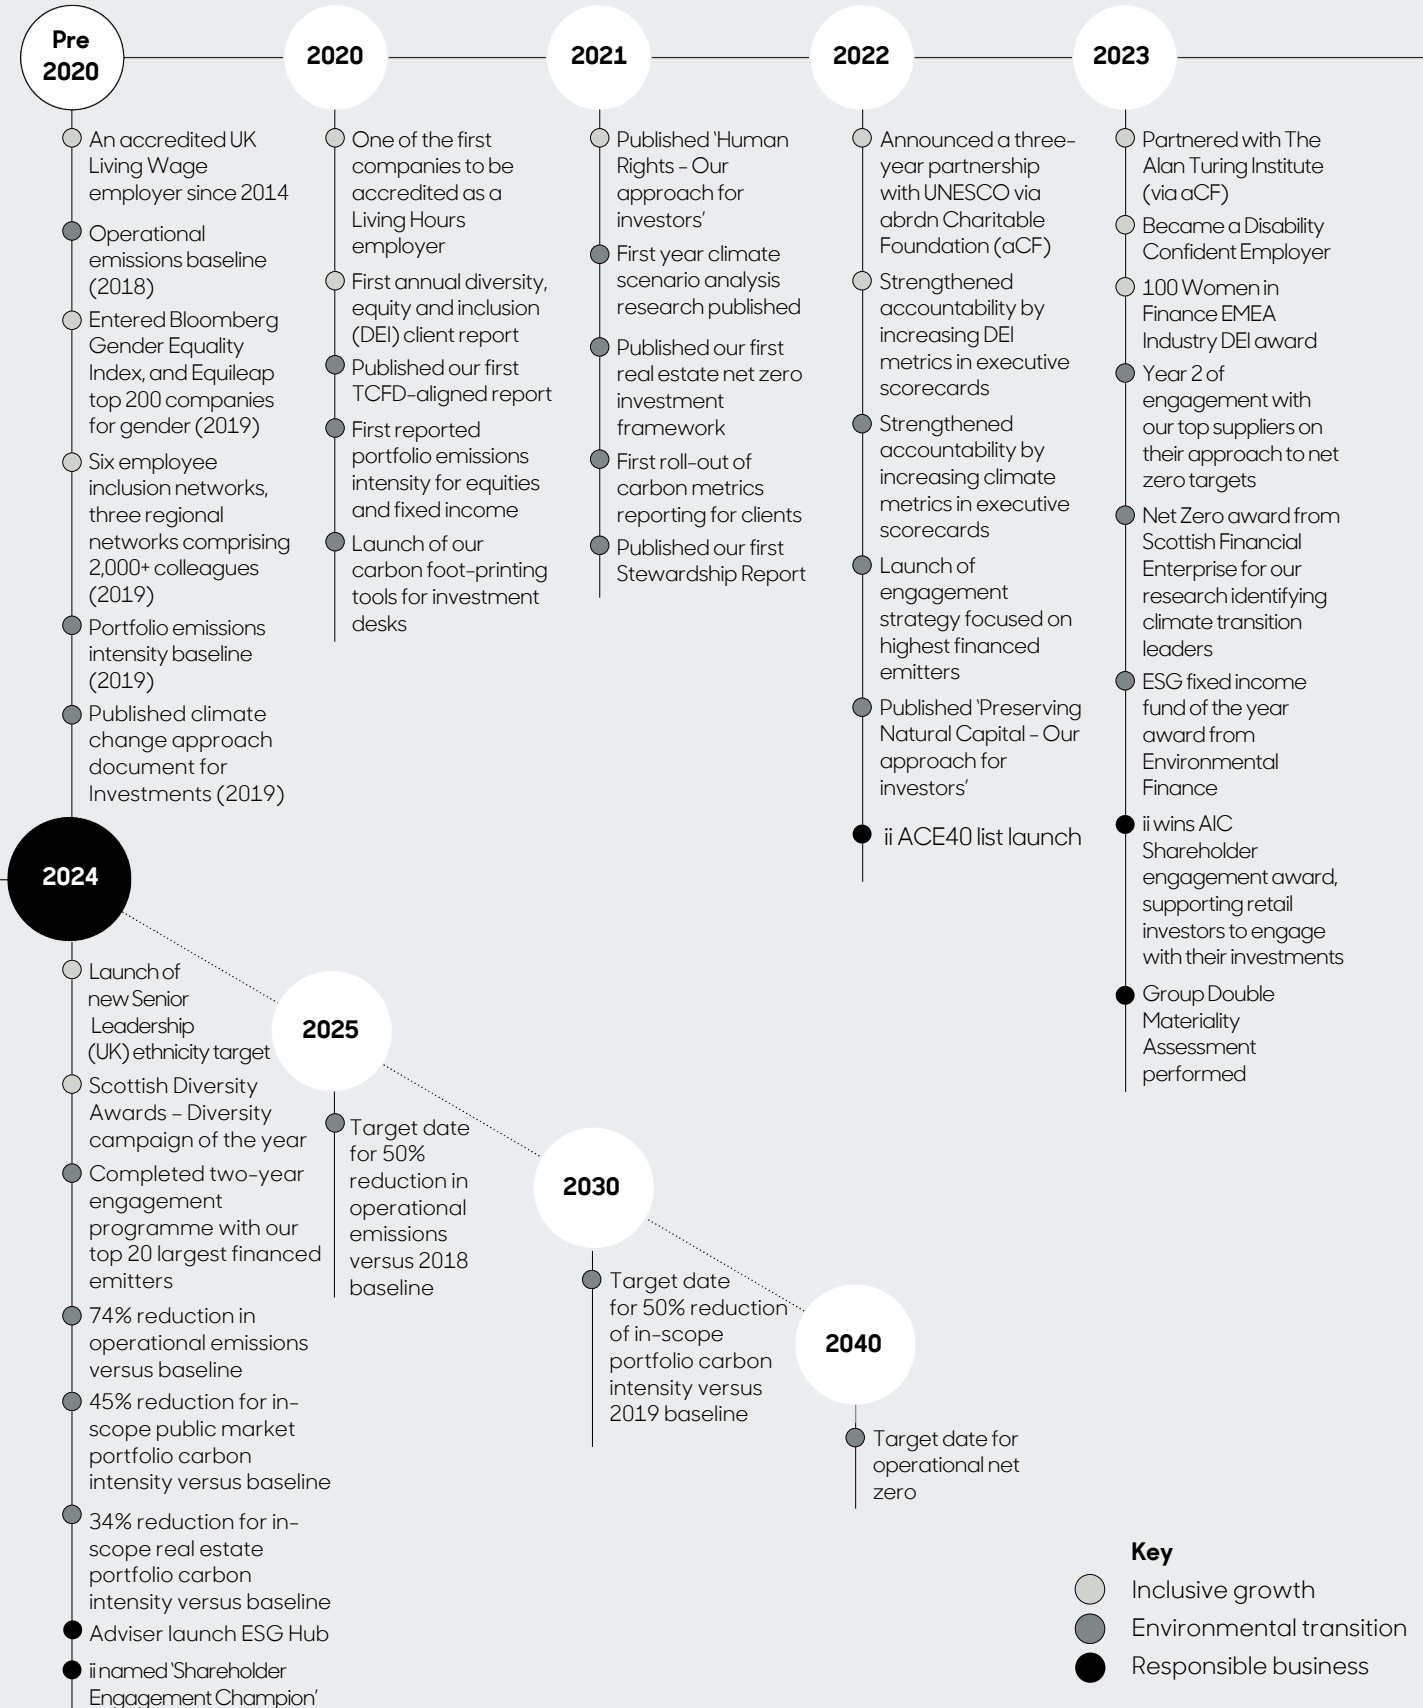 Pre
2020
An accredited UK
Living Wage
employer since 2014
Operational
emissions baseline
(2018)
Entered Bloomberg
Gender Equality
Index, and Equileap
top 200 companies
for gender (2019)
Six employee
inclusion networks,
three regional
networks comprising
2,000+ colleagues
(2019)
Portfolio emissions
intensity baseline
(2019)
Published climate
change approach
document for
Investments (2019)
2020
One of the first
companies to be
accredited as a
Living Hours
employer
First annual diversity,
equity and inclusion
(DEI) client report
Published our first
TCFD-aligned report
First reported
portfolio emissions
intensity for equities
and fixed income
Launch of our
carbon foot-printing
tools for investment
desks
2021
Published ‘Human
Rights – Our
approach for
investors’
First year climate
scenario analysis
research published
Published our first
real estate net zero
investment
framework
First roll-out of
carbon metrics
reporting for clients
Published our first
Stewardship Report
2022
Announced a three-
year partnership
with UNESCO via
abrdn Charitable
Foundation (aCF)
Strengthened
accountability by
increasing DEI
metrics in executive
scorecards
Strengthened
accountability by
increasing climate
metrics in executive
scorecards
Launch of
engagement
strategy focused on
highest financed
emitters
Published ‘Preserving
Natural Capital – Our
approach for
investors’
ii ACE40 list launch
2023
Partnered with The
Alan Turing Institute
(via aCF)
Became a Disability
Confident Employer
100 Women in
Finance EMEA
Industry DEI award
Year 2 of
engagement with
our top suppliers on
their approach to net
zero targets
Net Zero award from
Scottish Financial
Enterprise for our
research identifying
climate transition
leaders
ESG fixed income
fund of the year
award from
Environmental
Finance
ii wins AIC
Shareholder
engagement award,
supporting retail
investors to engage
with their investments
Group Double
Materiality
Assessment
performed
2024
Launch of
new Senior
Leadership
(UK) ethnicity target
Scottish Diversity
Awards – Diversity
campaign of the year
Completed two-year
engagement
programme with our
top 20 largest financed
emitters
74% reduction in
operational emissions
versus baseline
45% reduction for in-
scope public market
portfolio carbon
intensity versus baseline
34% reduction for in-
scope real estate
portfolio carbon
intensity versus baseline
Adviser launch ESG Hub
ii named ‘Shareholder
Engagement Champion’
2025
Target date
for 50%
reduction in
operational
emissions
versus 2018
baseline
2030
Target date
for 50% reduction
of in-scope
portfolio carbon
intensity versus
2019 baseline
2040
Target date for
operational net
zero
Key
Inclusive growth
Environmental transition
Responsible business